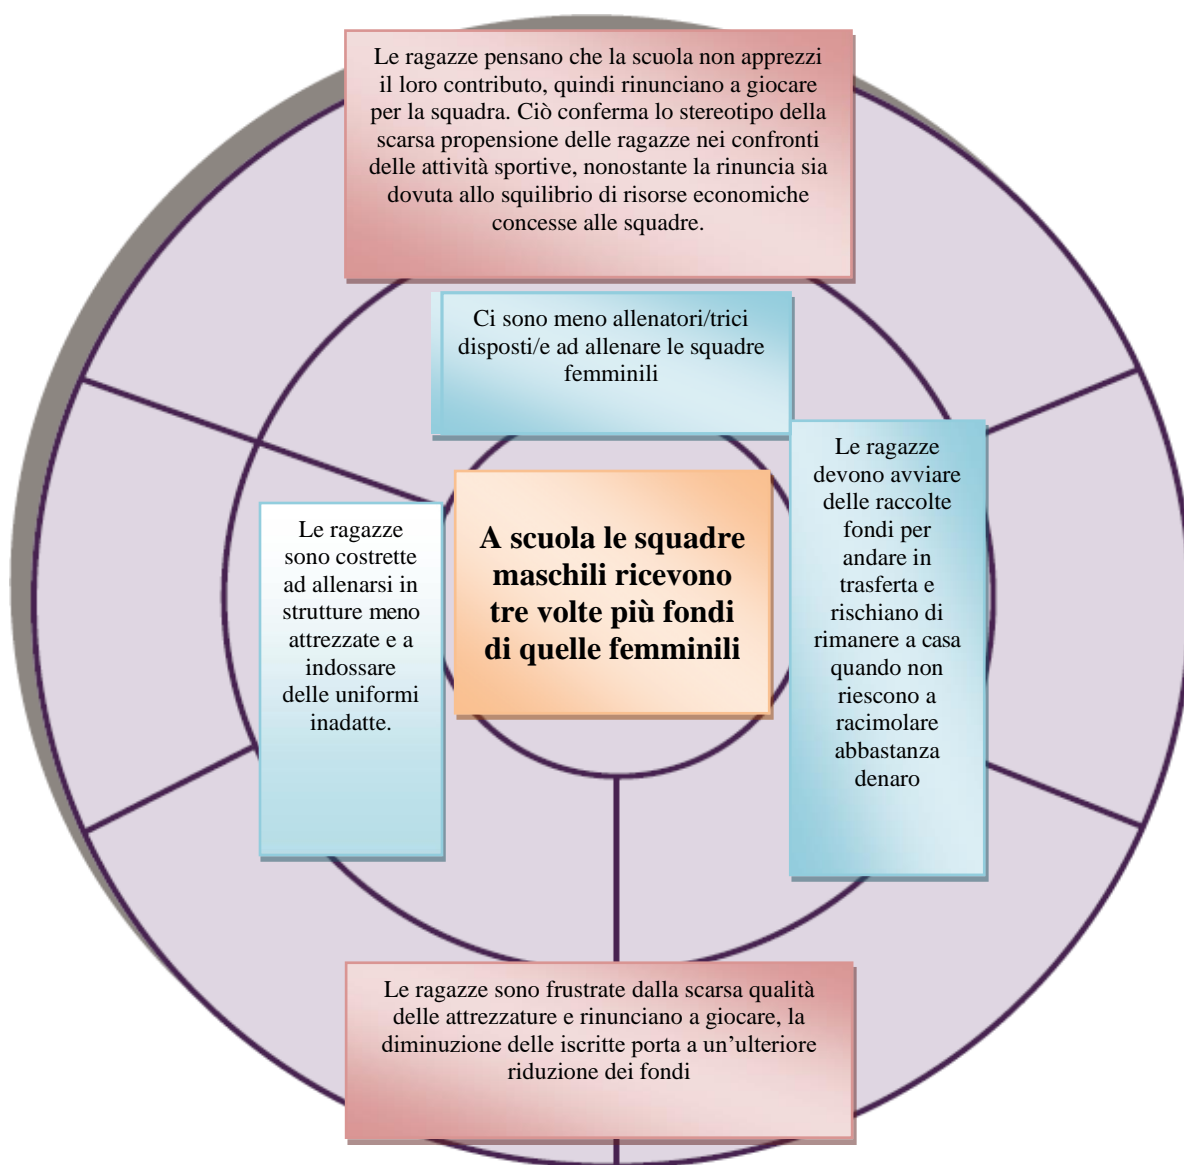 Le ragazze pensano che la scuola non apprezzi
il loro contributo, quindi rinunciano a giocare
per la squadra. Ciò conferma lo stereotipo della
scarsa propensione delle ragazze nei confronti
delle attività sportive, nonostante la rinuncia sia
dovuta allo squilibrio di risorse economiche
concesse alle squadre.
Ci sono meno allenatori/trici
disposti/e ad allenare le squadre
femminili
Le ragazze
sono costrette
ad allenarsi in
strutture meno
attrezzate e a
indossare
delle uniformi
inadatte.
A scuola le squadre
maschili ricevono
tre volte più fondi
di quelle femminili
Le ragazze
devono avviare
delle raccolte
fondi per
andare in
trasferta e
rischiano di
rimanere a casa
quando non
riescono a
racimolare
abbastanza
denaro
Le ragazze sono frustrate dalla scarsa qualità
delle attrezzature e rinunciano a giocare, la
diminuzione delle iscritte porta a un’ulteriore
riduzione dei fondi